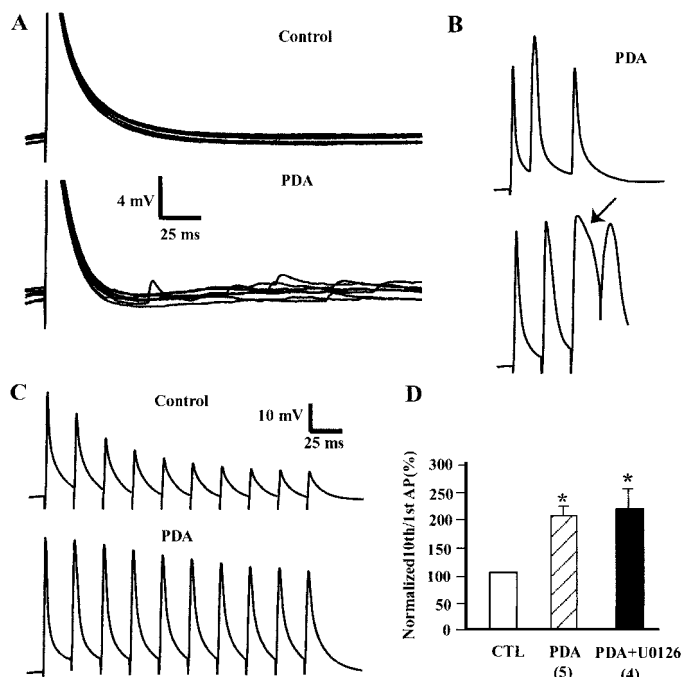 A
Control
PDA
4 mV
25 ms
B
PDA
C
Control
10 mV
25 ms
PDA
D
Normalized10th/1st AP(%)
300
250
200
150
100
50
0
*
*
CTL
PDA
(5)
PDA+U0126
(4)